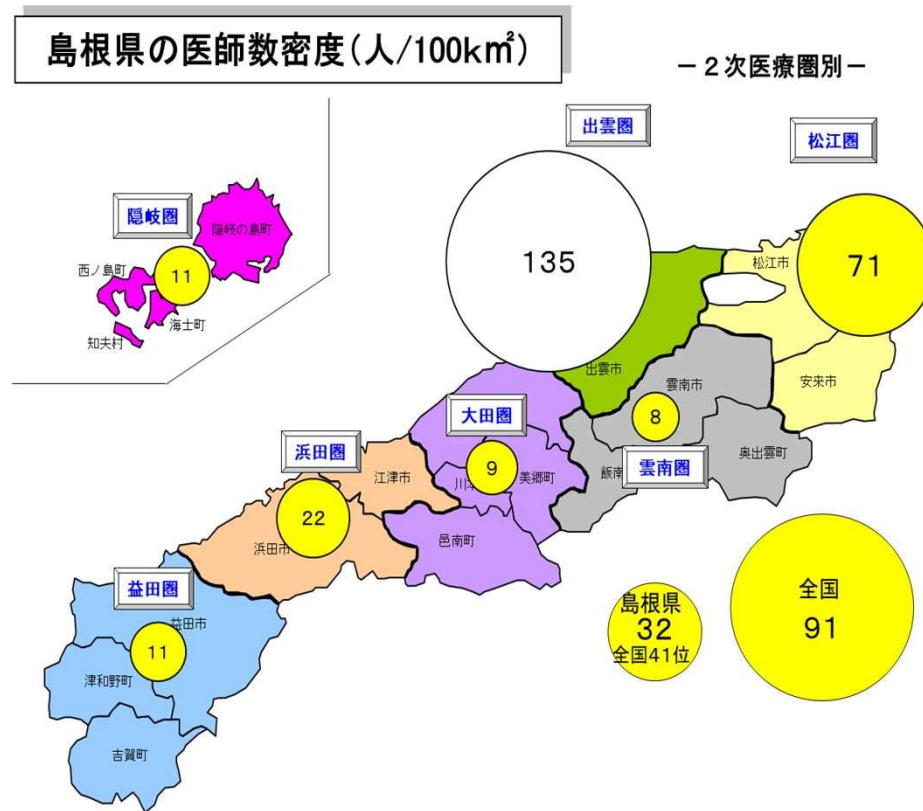 島根県の医師数密度(人/100k㎡)
-2次医療圏別-
出雲圏
松江圏
135
71
隠岐圏
隠岐の島町
11
西ノ島町
海士町
知夫村
松江市
出雲市
雲南市
安来市
8
大田圏
9
浜田圏
江津市
美郷町
飯南
雲南圏
奥出雲町
22
浜田市
邑南町
益田圏
益田市
11
津和野町
吉賀町
島根県
32
全国41位
全国
91